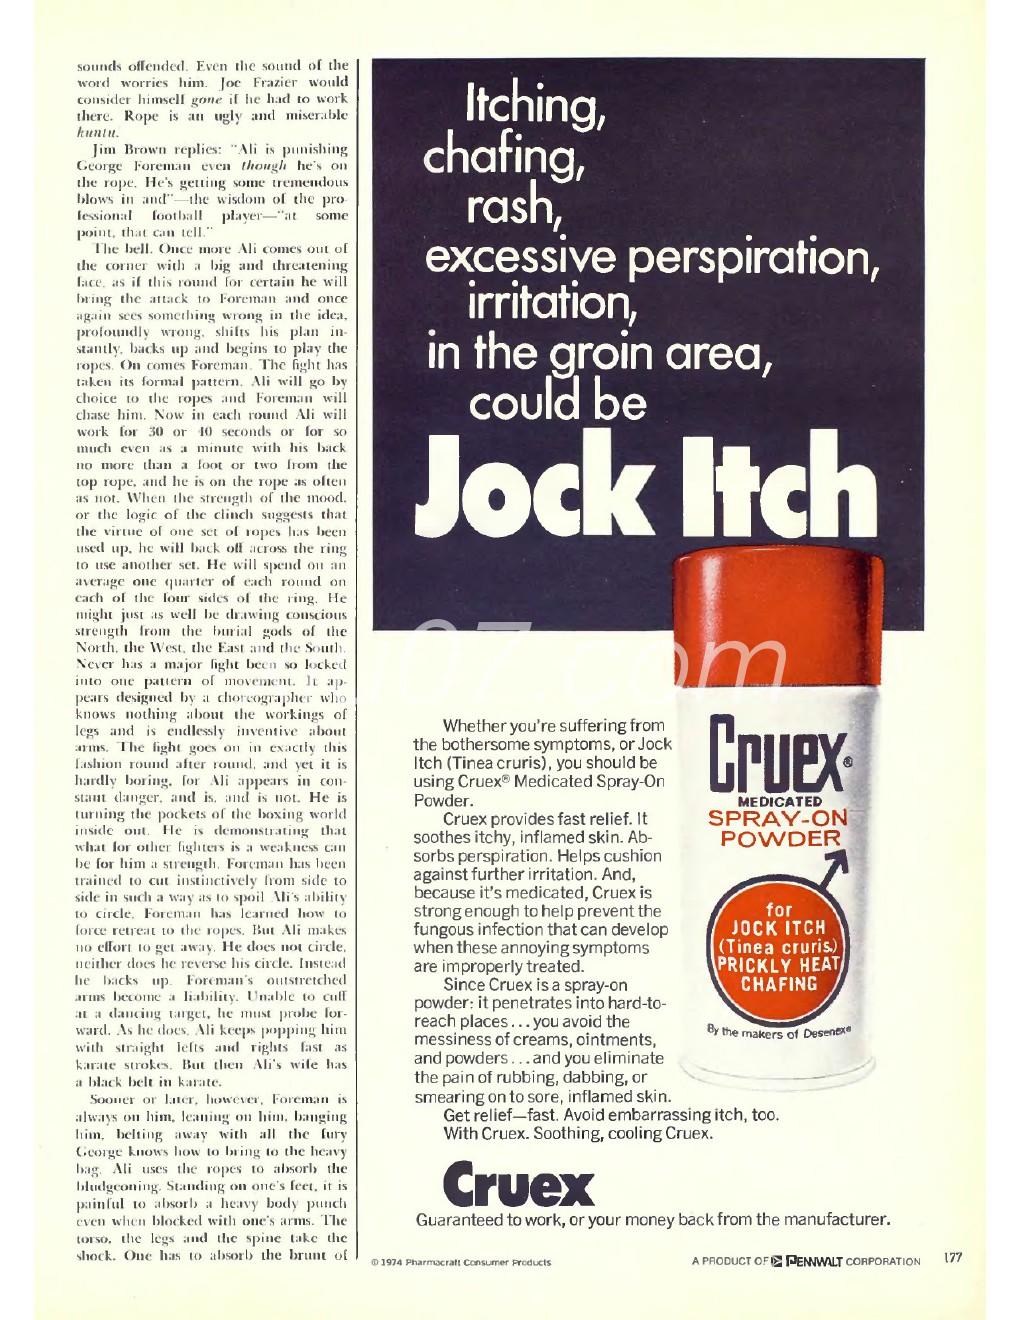 sounds offended. Even the sound of the
word worries him. Joe Frazier would
consider himself gone if he had to work
there. Rope is an ugly and miserable
kuntu.
Jim Brown replies: "Ali is punishing
George Foreman even though he's on
the rope. He's getting some tremendous
blows in and"—the wisdom of the pro-
fessional football player—"at some
point, that can tell."
The bell. Once more Ali comes out of
the corner with a big and threatening
face, as if this round for certain he will
bring the attack to Foreman and once
again sees something wrong in the idea,
profoundly wrong, shifts his plan in-
stantly, backs up and begins to play the
ropes. On comes Foreman. The fight has
taken its formal pattern. Ali will go by
choice to the ropes and Foreman will
chase him. Now in each round Ali will
work for 30 or 40 seconds or for so
much even as a minute with his back
no more than a foot or two from the
top rope, and he is on the rope as often
as not. When the strength of the mood,
or the logic of the clinch suggests that
the virtue of one set of ropes has been
used up, he will back off across the ring
to use another set. He will spend on an
average one quarter of each round on
each of the four sides of the ring. He
might just as well be drawing conscious
strength from the burial gods of the
North, the West, the East and the South.
Never has a major fight been so locked
into one pattern of movement. It ap-
pears designed by a choreographer who
knows nothing about the workings of
legs and is endlessly inventive about
arms. The fight goes on in exactly this
fashion round after round, and yet it is
hardly boring, for Ali appears in con-
stant danger, and is, and is not. He is
turning the pockets of the boxing world
inside out. He is demonstrating that
what for other fighters is a weakness can
be for him a strength. Foreman has been
trained to cut instinctively from side to
side in such a way as to spoil Ali's ability
to circle, Foreman has learned how to
force retreat to the ropes. But Ali makes
no effort to get away. He does not circle,
neither does he reverse his circle. Instead
he backs up. Foreman's outstretched
arms become a liability. Unable to cuff
at a dancing target, he must probe for-
ward. As he does, Ali keeps popping him
with straight lefts and rights fast as
karate strokes. But then Ali's wife has
a black belt in karate.
Sooner or later, however, Foreman is
always on him, leaning on him, banging
him, belting away with all the fury
George knows how to bring to the heavy
bag. Ali uses the ropes to absorb the
bludgeoning. Standing on one's feet, it is
painful to absorb a heavy body punch
even when blocked with one's arms. The
torso, the legs and the spine take the
shock. One has to absorb the brunt of
Itching,
chafing,
rash,
excessive perspiration,
irritation,
in the groin area,
could be
Jock Itch
Whether you're suffering from
the bothersome symptoms, or Jock
Itch (Tinea cruris), you should be
using Cruex® Medicated Spray-On
Powder.
Cruex provides fast relief. It
soothes itchy, inflamed skin. Ab-
sorbs perspiration. Helps cushion
against further irritation. And,
because it's medicated, Cruex is
strong enough to help prevent the
fungous infection that can develop
when these annoying symptoms
are improperly treated.
Since Cruex is a spray-on
powder: it penetrates into hard-to-
reach places...you avoid the
messiness of creams, ointments,
and powders...and you eliminate
the pain of rubbing, dabbing, or
smearing on to sore, inflamed skin.
Get relief—fast. Avoid embarrassing itch, too.
With Cruex. Soothing, cooling Cruex.
Cruex®
MEDICATED
SPRAY-ON
POWDER
for
JOCK ITCH
(Tinea cruris)
PRICKLY HEAT
CHAFING
By the makers of Desenex®
Cruex
Guaranteed to work, or your money back from the manufacturer.
© 1974 Pharmacraft Consumer Products
A PRODUCT OF PENNWALT CORPORATION
177